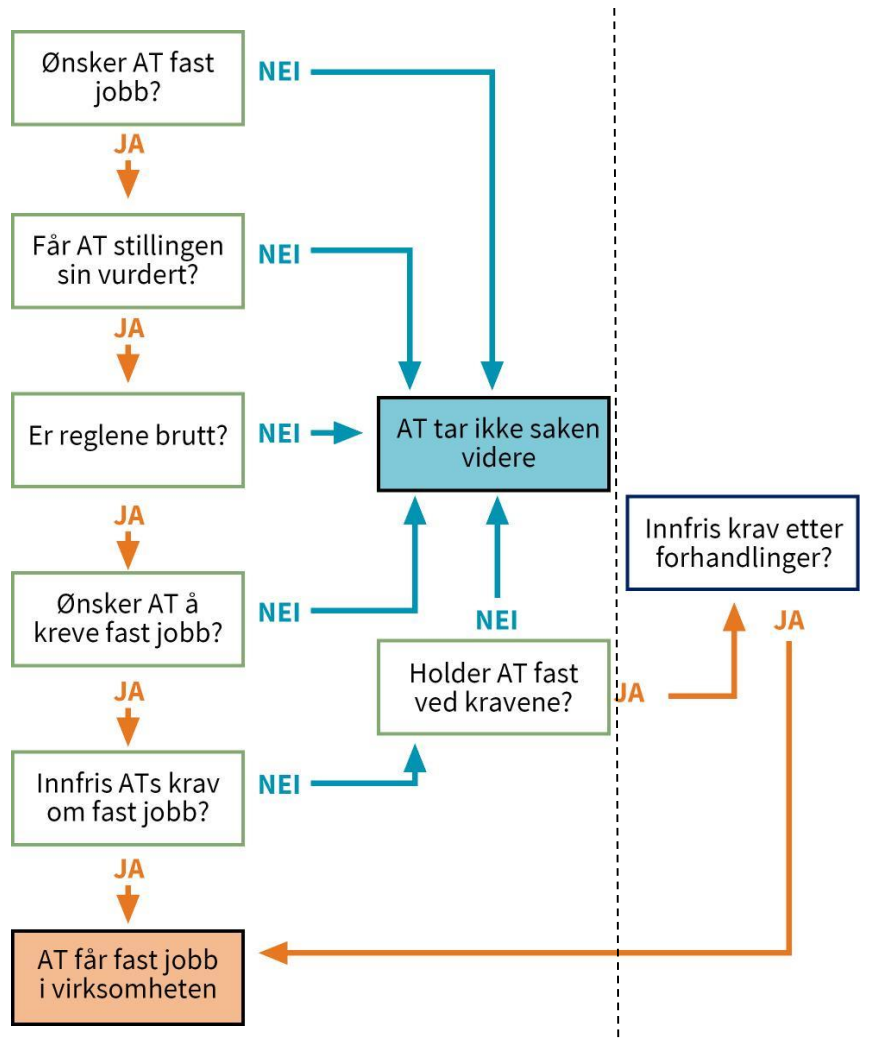 Ønsker AT fast
jobb?
NEI
JA
Får AT stillingen
sin vurdert?
NEI
JA
Er reglene brutt?
NEI
AT tar ikke saken
videre
JA
Innfris krav etter
forhandlinger?
Ønsker AT å
kreve fast jobb?
NEI
NEI
JA
Holder AT fast
ved kravene?
JA
JA
Innfris ATs krav
om fast jobb?
NEI
JA
AT får fast jobb
i virksomheten